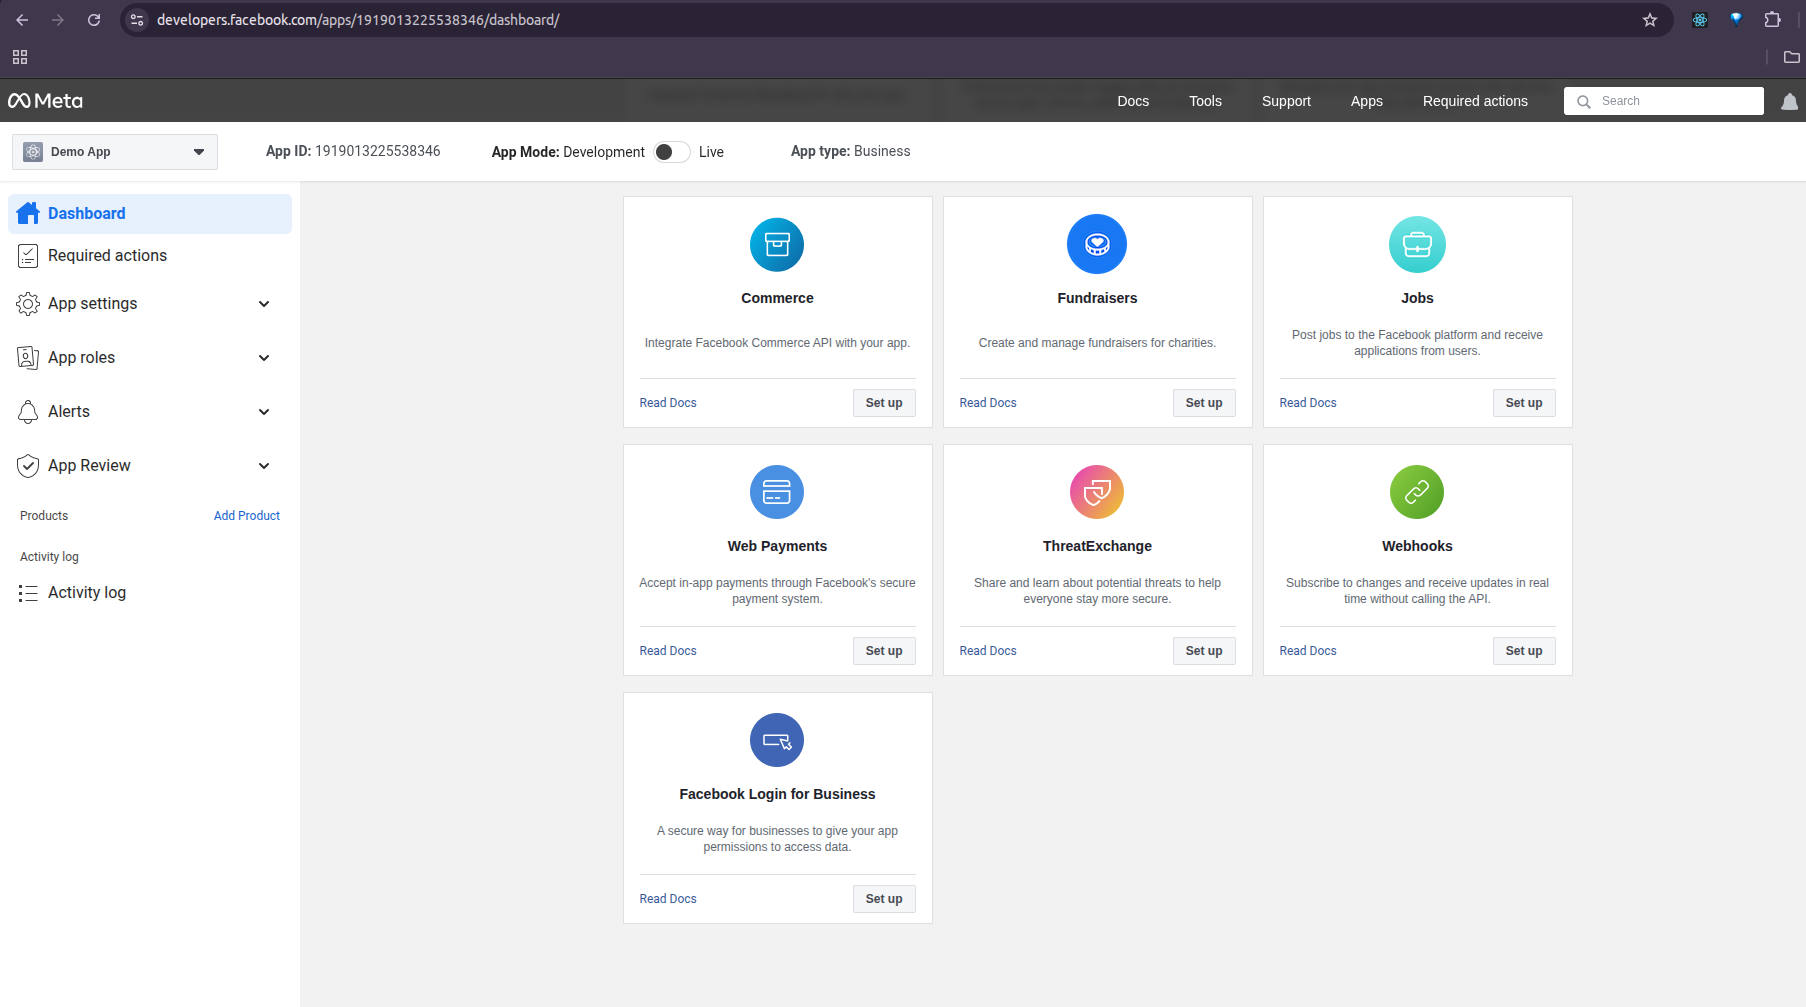 developers.facebook.com/apps/1919013225538346/dashboard/
Meta
Docs
Tools
Support
Apps
Required actions
Search
Demo App
App ID: 1919013225538346
App Mode: Development
Live
App type: Business
Dashboard
Required actions
App settings
App roles
Alerts
App Review
Products
Add Product
Activity log
Activity log
Commerce
Integrate Facebook Commerce API with your app.
Read Docs
Set up
Fundraisers
Create and manage fundraisers for charities.
Read Docs
Set up
Jobs
Post jobs to the Facebook platform and receive
applications from users.
Read Docs
Set up
Web Payments
Accept in-app payments through Facebook's secure
payment system.
Read Docs
Set up
ThreatExchange
Share and learn about potential threats to help
everyone stay more secure.
Read Docs
Set up
Webhooks
Subscribe to changes and receive updates in real
time without calling the API.
Read Docs
Set up
Facebook Login for Business
A secure way for businesses to give your app
permissions to access data.
Read Docs
Set up